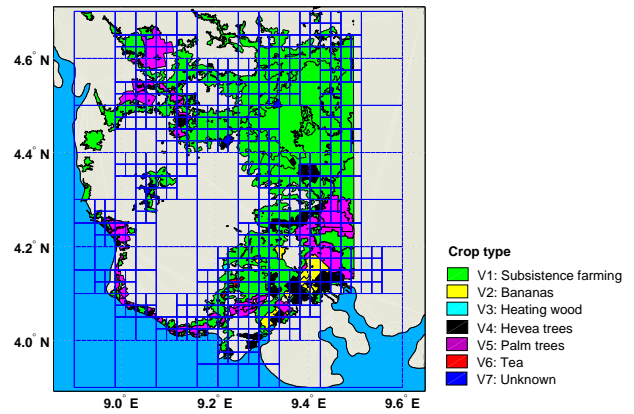 4.6° N
4.4° N
4.2° N
4.0° N
9.0° E
9.2° E
9.4° E
9.6° E
Crop type
V1: Subsistence farming
V2: Bananas
V3: Heating wood
V4: Hevea trees
V5: Palm trees
V6: Tea
V7: Unknown